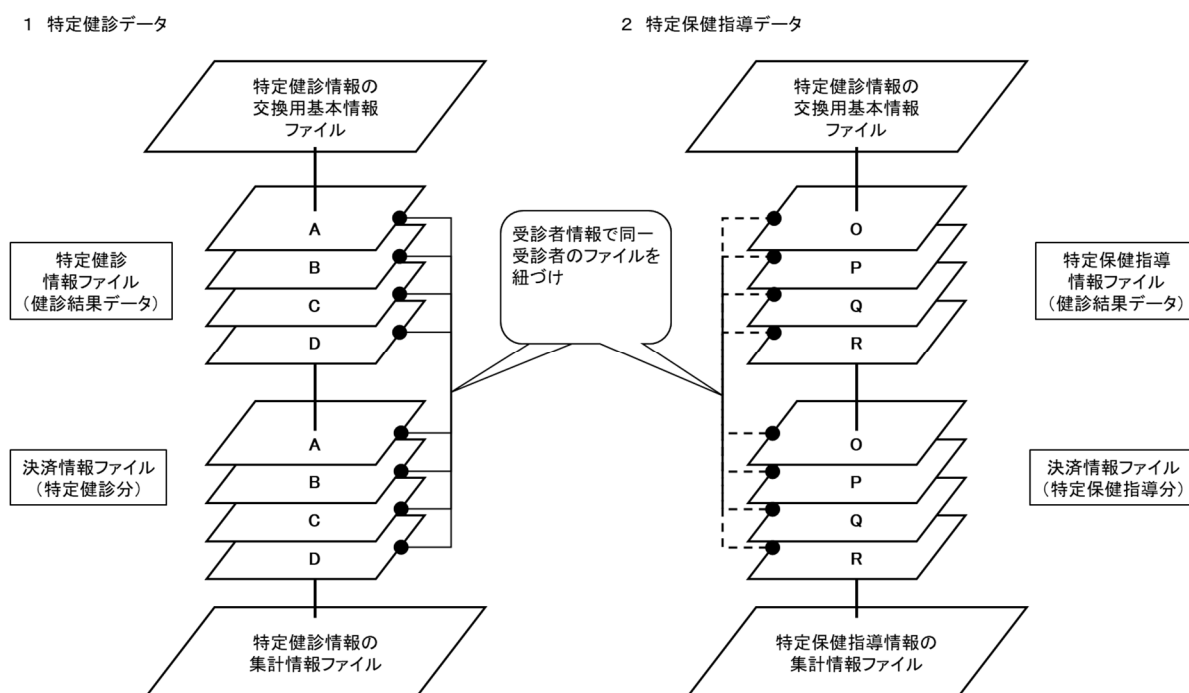 1 特定健診データ
特定健診情報の
交換用基本情報
ファイル
A
B
C
D
特定健診
情報ファイル
(健診結果データ)
A
B
C
D
決済情報ファイル
(特定健診分)
特定健診情報の
集計情報ファイル
受診者情報で同一
受診者のファイルを
紐づけ
2 特定保健指導データ
特定健診情報の
交換用基本情報
ファイル
O
P
Q
R
特定保健指導
情報ファイル
(健診結果データ)
O
P
Q
R
決済情報ファイル
(特定保健指導分)
特定保健指導情報の
集計情報ファイル